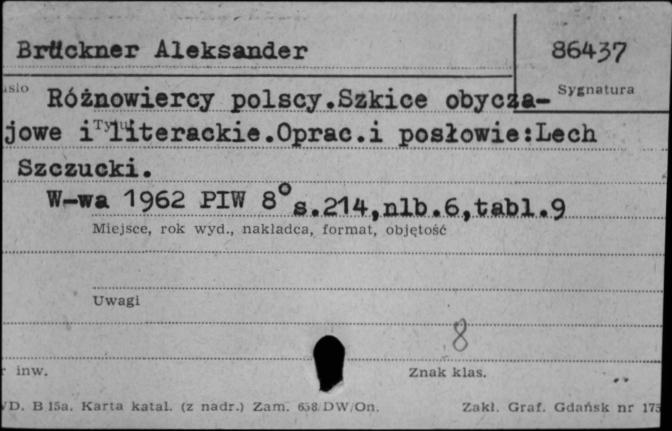 Brückner Aleksander
86437
Sygnatura
Różnowiercy polscy.Szkice obycza-
jowe i literackie.Oprac.i posłowie:Lech
Szczucki.
W-wa 1962 PIW 8° s.214,nlb.6,tabl.9
Miejsce, rok wyd., nakładca, format, objętość
Uwagi
8
inw.
Znak klas.
B 15a. Karta katal. (z nadr.) Zam. 658/DW/On.
Zakł. Graf. Gdańsk nr 173